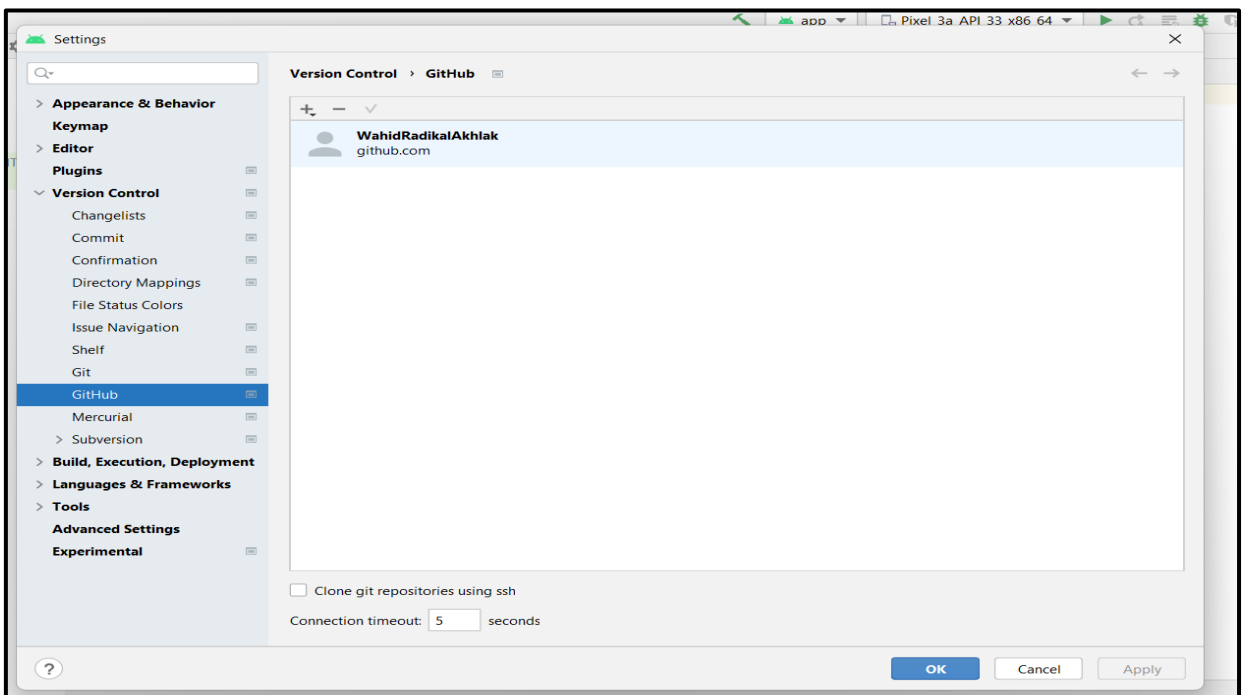 app
Pixel 3a API 33 x86 64
Settings
Version Control › GitHub
Appearance & Behavior
Keymap
Editor
Plugins
Version Control
Changelists
Commit
Confirmation
Directory Mappings
File Status Colors
Issue Navigation
Shelf
Git
GitHub
Mercurial
Subversion
Build, Execution, Deployment
Languages & Frameworks
Tools
Advanced Settings
Experimental
WahidRadikalAkhlak
github.com
Clone git repositories using ssh
Connection timeout: 5 seconds
?
OK Cancel Apply